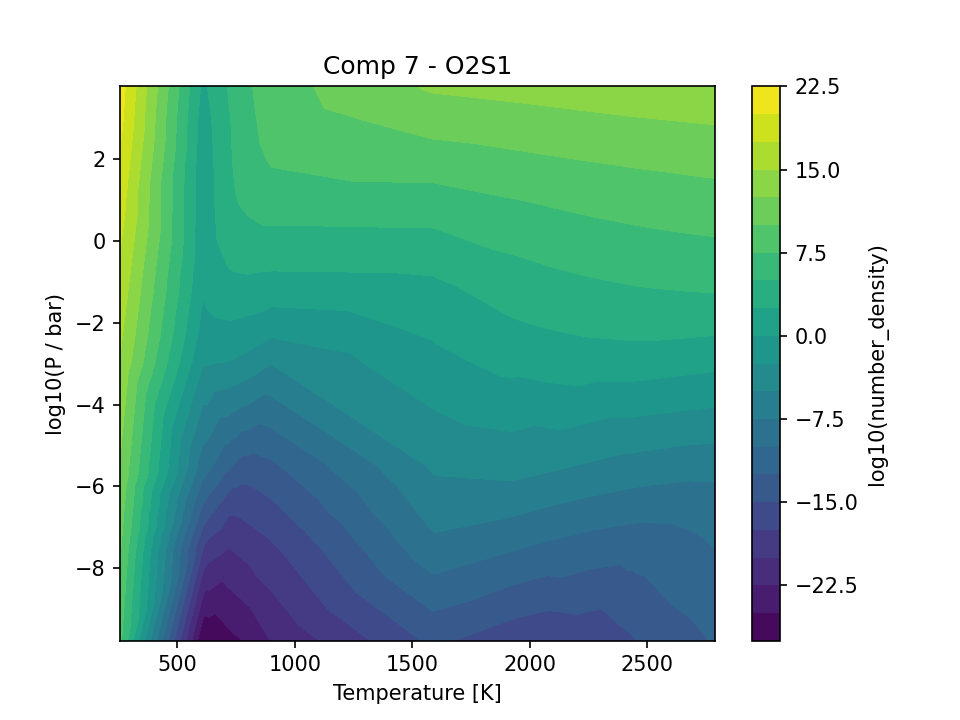 Comp 7 - O2S1
22.5
15.0
7.5
0.0
−7.5
−15.0
−22.5
log10(number_density)
2
0
−2
−4
−6
−8
log10(P / bar)
500 1000 1500 2000 2500
Temperature [K]